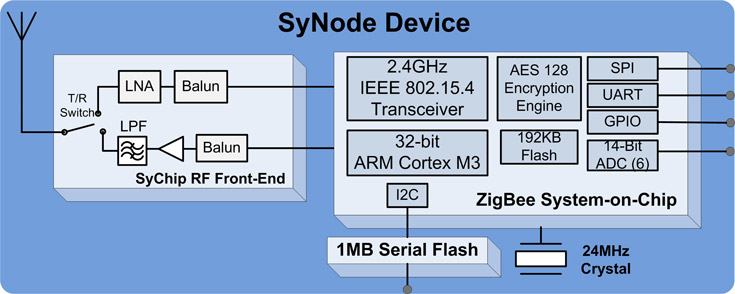 SyNode Device
T/R
Switch
LNA
Balun
LPF
Balun
SyChip RF Front-End
2.4GHz
IEEE 802.15.4
Transceiver
AES 128
Encryption
Engine
SPI
UART
GPIO
32-bit
ARM Cortex M3
192KB
Flash
14-Bit
ADC (6)
I2C
ZigBee System-on-Chip
1MB Serial Flash
24MHz
Crystal